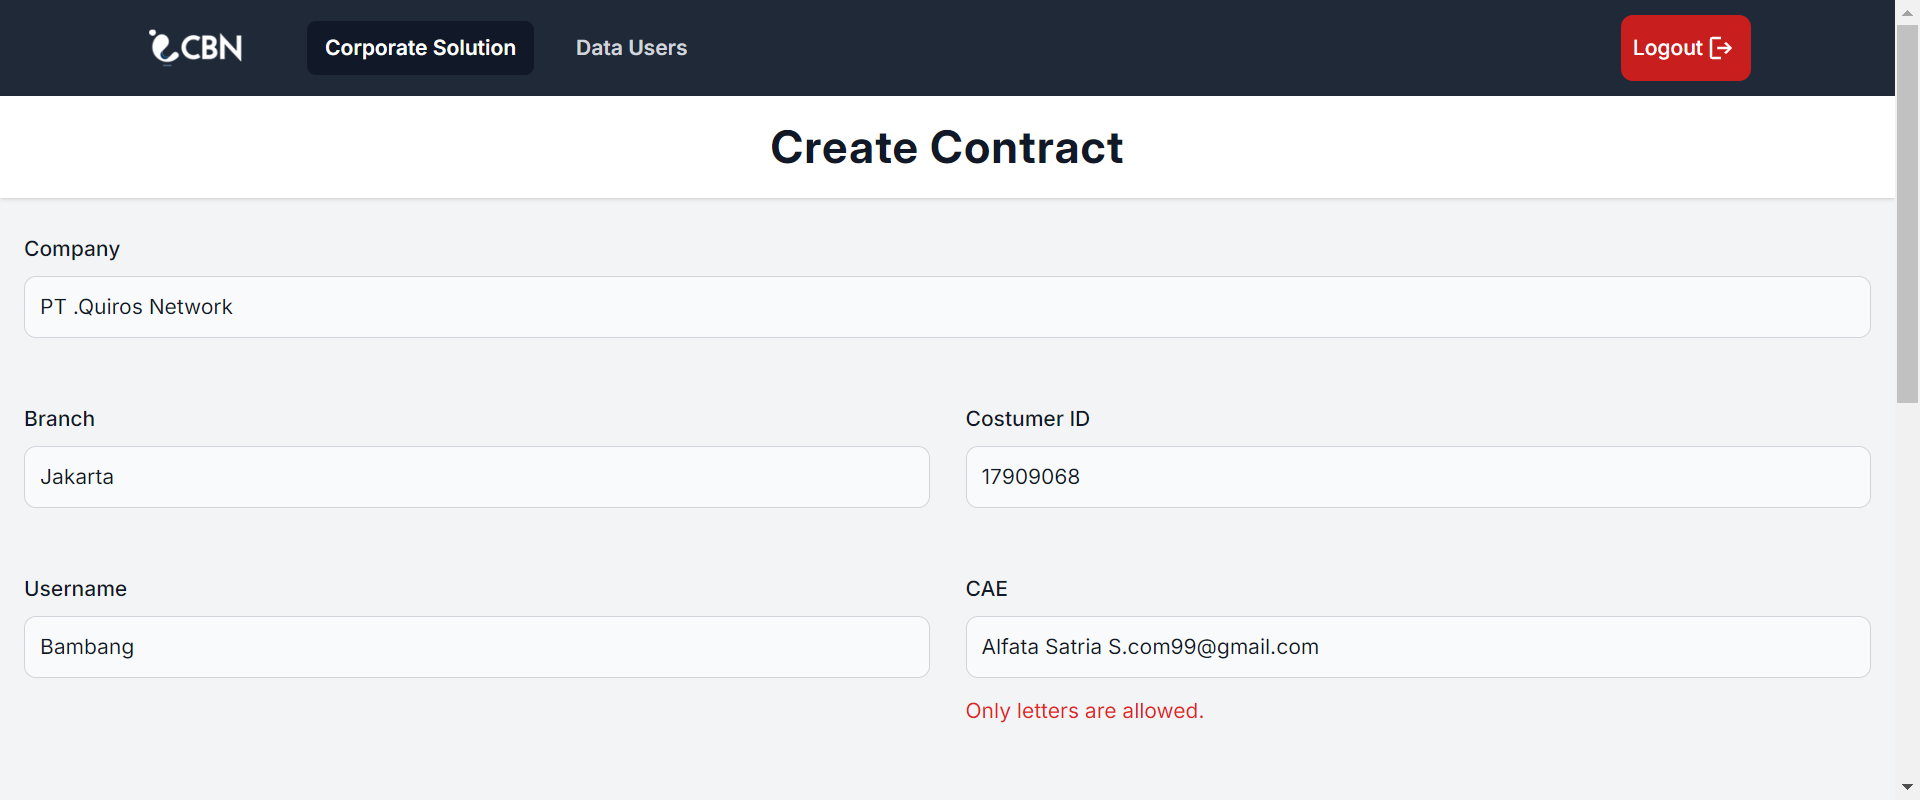 CBN
Corporate Solution
Data Users
Logout
Create Contract
Company
PT .Quiros Network
Branch
Costumer ID
Jakarta
17909068
Username
CAE
Bambang
Alfata Satria S.com99@gmail.com
Only letters are allowed.